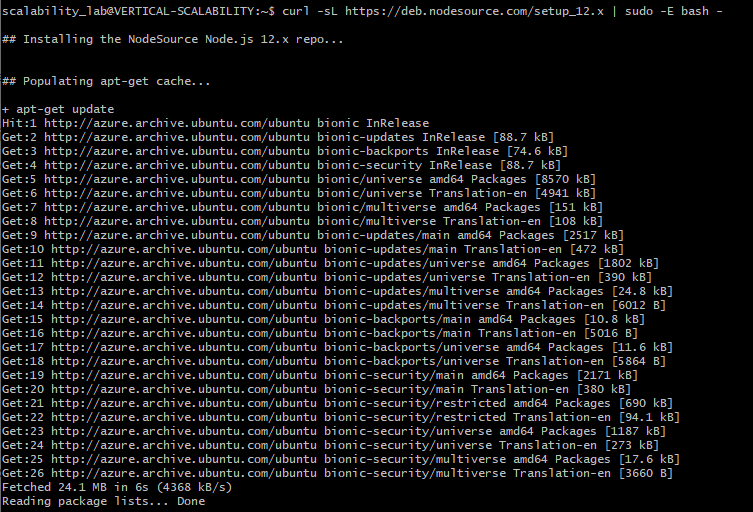 scalability_lab@VERTICAL-SCALABILITY:~$ curl -sL https://deb.nodesource.com/setup_12.x | sudo -E bash -
## Installing the NodeSource Node.js 12.x repo...
## Populating apt-get cache...
+ apt-get update
Hit:1 http://azure.archive.ubuntu.com/ubuntu bionic InRelease
Get:2 http://azure.archive.ubuntu.com/ubuntu bionic-updates InRelease [88.7 kB]
Get:3 http://azure.archive.ubuntu.com/ubuntu bionic-backports InRelease [74.6 kB]
Get:4 http://azure.archive.ubuntu.com/ubuntu bionic-security InRelease [88.7 kB]
Get:5 http://azure.archive.ubuntu.com/ubuntu bionic/universe amd64 Packages [8570 kB]
Get:6 http://azure.archive.ubuntu.com/ubuntu bionic/universe Translation-en [4941 kB]
Get:7 http://azure.archive.ubuntu.com/ubuntu bionic/multiverse amd64 Packages [151 kB]
Get:8 http://azure.archive.ubuntu.com/ubuntu bionic/multiverse Translation-en [108 kB]
Get:9 http://azure.archive.ubuntu.com/ubuntu bionic-updates/main amd64 Packages [2517 kB]
Get:10 http://azure.archive.ubuntu.com/ubuntu bionic-updates/main Translation-en [472 kB]
Get:11 http://azure.archive.ubuntu.com/ubuntu bionic-updates/universe amd64 Packages [1802 kB]
Get:12 http://azure.archive.ubuntu.com/ubuntu bionic-updates/universe Translation-en [390 kB]
Get:13 http://azure.archive.ubuntu.com/ubuntu bionic-updates/multiverse amd64 Packages [24.8 kB]
Get:14 http://azure.archive.ubuntu.com/ubuntu bionic-updates/multiverse Translation-en [6012 B]
Get:15 http://azure.archive.ubuntu.com/ubuntu bionic-backports/main amd64 Packages [10.8 kB]
Get:16 http://azure.archive.ubuntu.com/ubuntu bionic-backports/main Translation-en [5016 B]
Get:17 http://azure.archive.ubuntu.com/ubuntu bionic-backports/universe amd64 Packages [11.6 kB]
Get:18 http://azure.archive.ubuntu.com/ubuntu bionic-backports/universe Translation-en [5864 B]
Get:19 http://azure.archive.ubuntu.com/ubuntu bionic-security/main amd64 Packages [2171 kB]
Get:20 http://azure.archive.ubuntu.com/ubuntu bionic-security/main Translation-en [380 kB]
Get:21 http://azure.archive.ubuntu.com/ubuntu bionic-security/restricted amd64 Packages [690 kB]
Get:22 http://azure.archive.ubuntu.com/ubuntu bionic-security/restricted Translation-en [94.1 kB]
Get:23 http://azure.archive.ubuntu.com/ubuntu bionic-security/universe amd64 Packages [1187 kB]
Get:24 http://azure.archive.ubuntu.com/ubuntu bionic-security/universe Translation-en [273 kB]
Get:25 http://azure.archive.ubuntu.com/ubuntu bionic-security/multiverse amd64 Packages [17.6 kB]
Get:26 http://azure.archive.ubuntu.com/ubuntu bionic-security/multiverse Translation-en [3660 B]
Fetched 24.1 MB in 6s (4368 kB/s)
Reading package lists... Done